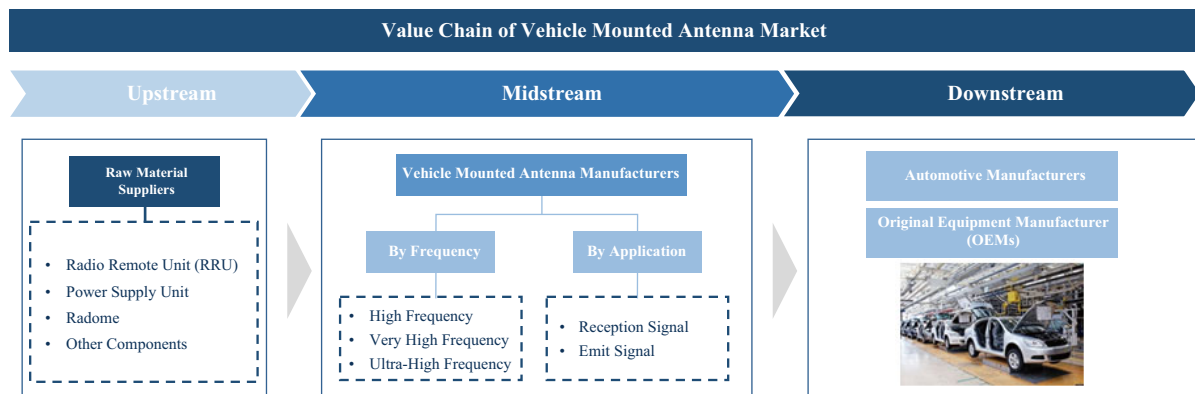 Value Chain of Vehicle Mounted Antenna Market
Upstream
Midstream
Downstream
Raw Material
Suppliers
• Radio Remote Unit (RRU)
• Power Supply Unit
• Radome
• Other Components
Vehicle Mounted Antenna Manufacturers
By Frequency
By Application
• High Frequency
• Very High Frequency
• Ultra-High Frequency
• Reception Signal
• Emit Signal
Automotive Manufacturers
Original Equipment Manufacturer
(OEMs)